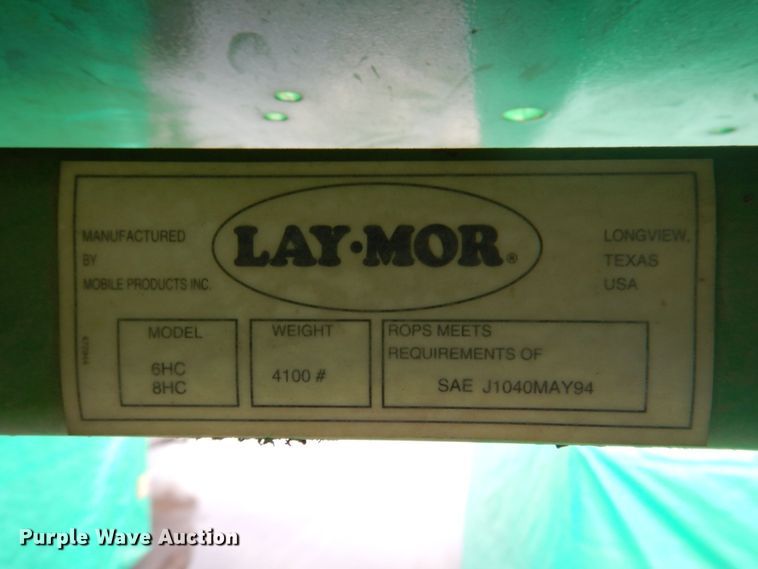 MANUFACTURED
BY
MOBILE PRODUCTS INC.
LAY·MOR®
LONGVIEW,
TEXAS
USA
MODEL
6HC
8HC
WEIGHT
4100 #
ROPS MEETS
REQUIREMENTS OF
SAE J1040MAY94
Purple Wave Auction